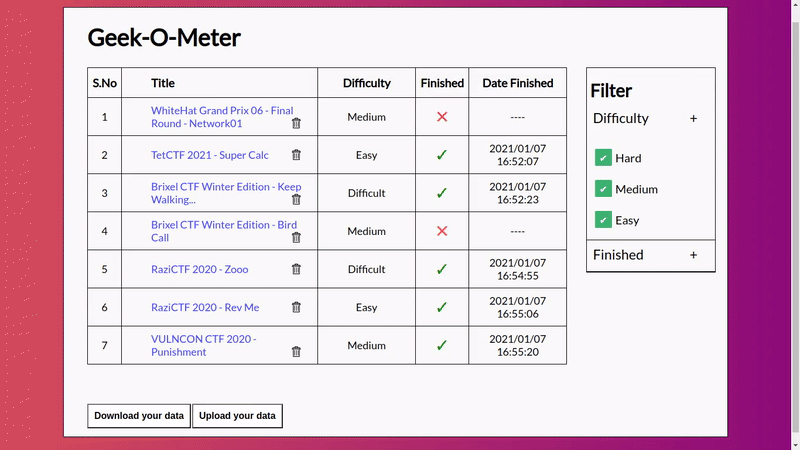 Geek-O-Meter
S.No Title Difficulty Finished Date Finished
1 WhiteHat Grand Prix 06 - Final Medium ✕ ----
Round - Network01
2 TetCTF 2021 - Super Calc Easy ✓ 2021/01/07
16:52:07
3 Brixel CTF Winter Edition - Keep Difficult ✓ 2021/01/07
Walking... 16:52:23
4 Brixel CTF Winter Edition - Bird Medium ✕ ----
Call
5 RaziCTF 2020 - Zooo Difficult ✓ 2021/01/07
16:54:55
6 RaziCTF 2020 - Rev Me Easy ✓ 2021/01/07
16:55:06
7 VULNCON CTF 2020 - Medium ✓ 2021/01/07
Punishment 16:55:20
Download your data Upload your data
Filter
Difficulty +
✔ Hard
✔ Medium
✔ Easy
Finished +